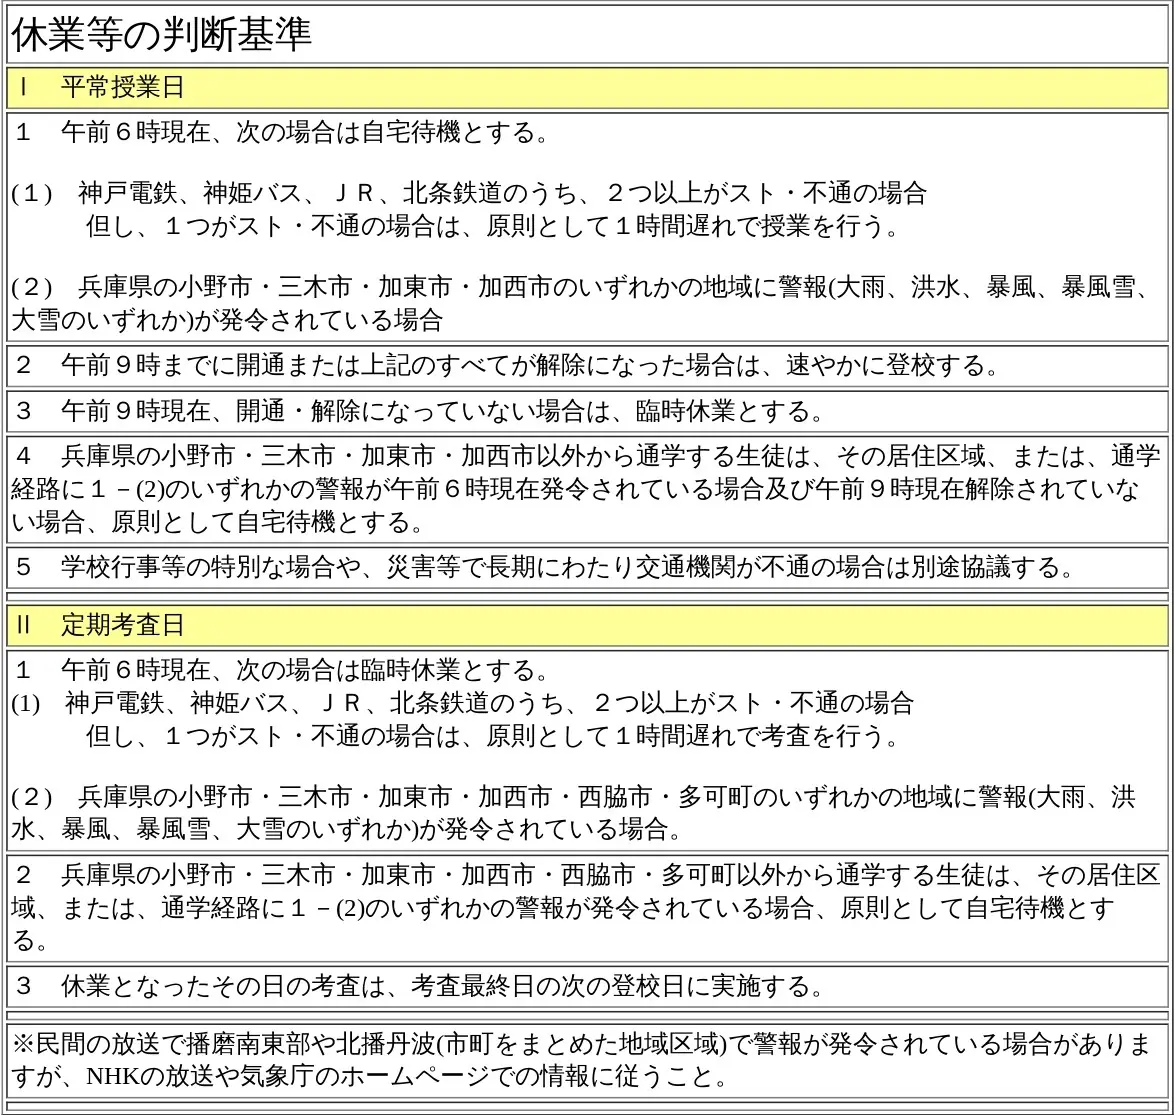 休業等の判断基準
Ⅰ　平常授業日
１　午前６時現在、次の場合は自宅待機とする。
(１)　神戸電鉄、神姫バス、ＪＲ、北条鉄道のうち、２つ以上がスト・不通の場合
但し、１つがスト・不通の場合は、原則として１時間遅れで授業を行う。
(２)　兵庫県の小野市・三木市・加東市・加西市のいずれかの地域に警報(大雨、洪水、暴風、暴風雪、
大雪のいずれか)が発令されている場合
２　午前９時までに開通または上記のすべてが解除になった場合は、速やかに登校する。
３　午前９時現在、開通・解除になっていない場合は、臨時休業とする。
４　兵庫県の小野市・三木市・加東市・加西市以外から通学する生徒は、その居住区域、または、通学
経路に１－(2)のいずれかの警報が午前６時現在発令されている場合及び午前９時現在解除されていな
い場合、原則として自宅待機とする。
５　学校行事等の特別な場合や、災害等で長期にわたり交通機関が不通の場合は別途協議する。
Ⅱ　定期考査日
１　午前６時現在、次の場合は臨時休業とする。
(1)　神戸電鉄、神姫バス、ＪＲ、北条鉄道のうち、２つ以上がスト・不通の場合
但し、１つがスト・不通の場合は、原則として１時間遅れで考査を行う。
(２)　兵庫県の小野市・三木市・加東市・加西市・西脇市・多可町のいずれかの地域に警報(大雨、洪
水、暴風、暴風雪、大雪のいずれか)が発令されている場合。
２　兵庫県の小野市・三木市・加東市・加西市・西脇市・多可町以外から通学する生徒は、その居住区
域、または、通学経路に１－(2)のいずれかの警報が発令されている場合、原則として自宅待機とす
る。
３　休業となったその日の考査は、考査最終日の次の登校日に実施する。
※民間の放送で播磨南東部や北播丹波(市町をまとめた地域区域)で警報が発令されている場合がありま
すが、NHKの放送や気象庁のホームページでの情報に従うこと。